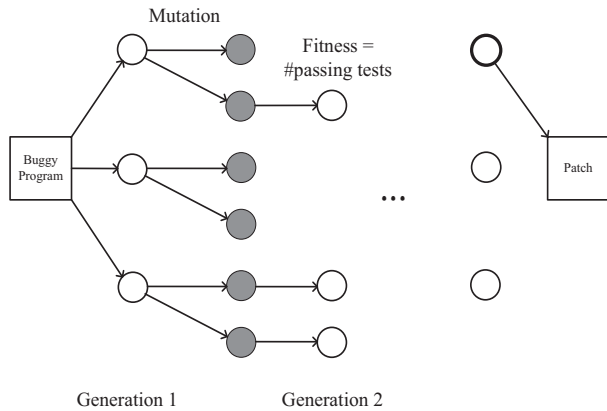 Mutation
Fitness =
#passing tests
Buggy
Program
...
Patch
Generation 1
Generation 2